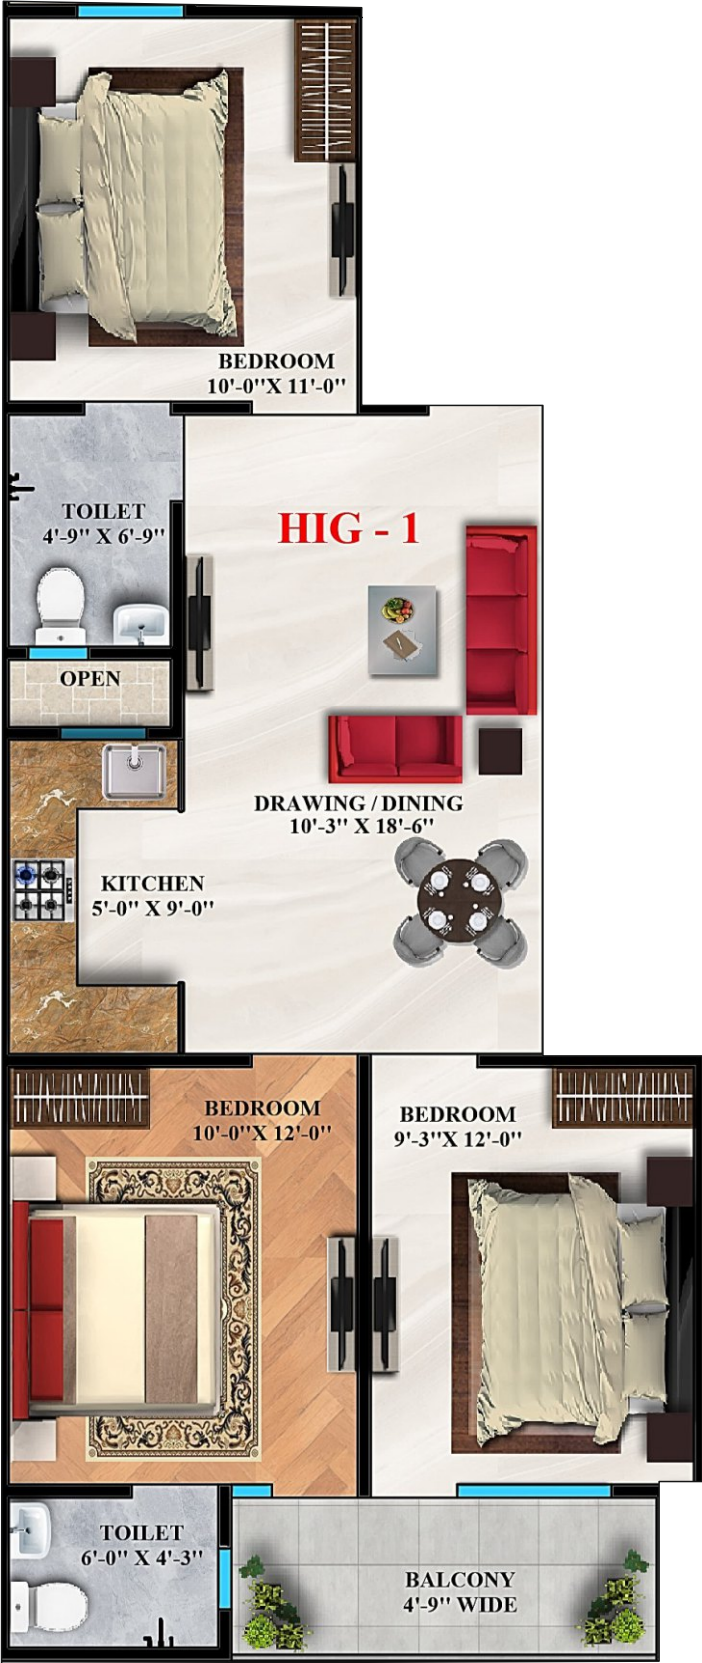 BEDROOM
10'-0"X 11'-0"
TOILET
4'-9" X 6'-9"
HIG - 1
OPEN
DRAWING / DINING
10'-3" X 18'-6"
KITCHEN
5'-0" X 9'-0"
BEDROOM
10'-0"X 12'-0"
BEDROOM
9'-3"X 12'-0"
TOILET
6'-0" X 4'-3"
BALCONY
4'-9" WIDE